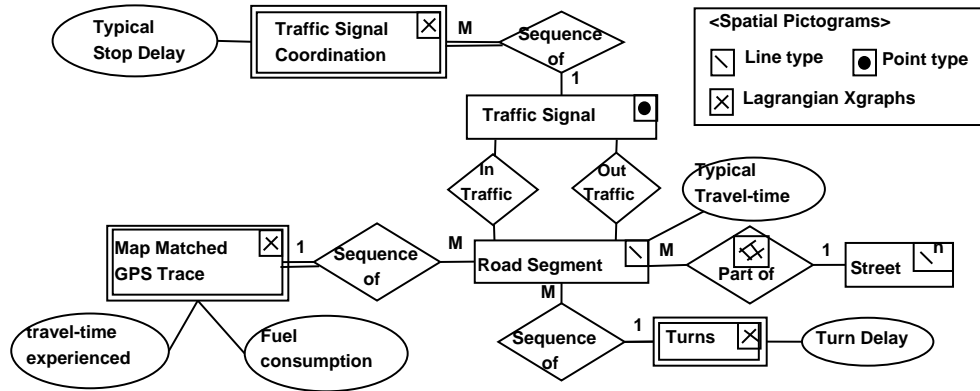 Typical
Stop Delay
Traffic Signal
Coordination
M
Sequence
of
1
<Spatial Pictograms>
Line type
Point type
Lagrangian Xgraphs
Traffic Signal
In
Traffic
Out
Traffic
Typical
Travel-time
Map Matched
GPS Trace
1
Sequence
of
M
Road Segment
M
Part of
1
Street
n
M
travel-time
experienced
Fuel
consumption
Sequence
of
1
Turns
Turn Delay